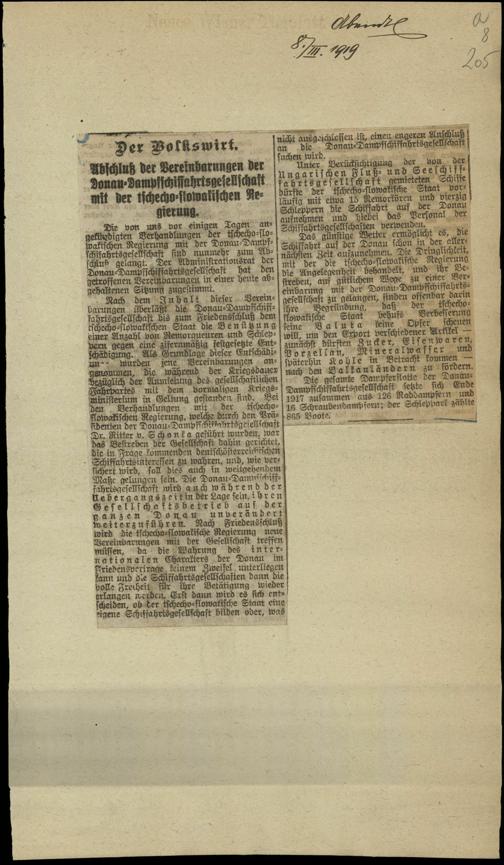 Neues Wiener Tagblatt
Abendbl
8./III. 1919
205
Der Volkswirt.
Abschluß der Vereinbarungen der
Donau-Dampfschiffahrtsgesellschaft
mit der tschecho-slowakischen Re-
gierung.
Die von uns vor einigen Tagen an-
gekündigten Verhandlungen der tschecho-slo-
wakischen Regierung mit der Donau-Dampf-
schiffahrtsgesellschaft sind nunmehr zum Ab-
schluß gelangt. Der Administrationsrat der
Donau-Dampfschiffahrtsgesellschaft hat den
getroffenen Vereinbarungen in einer heute ab-
gehaltenen Sitzung zugestimmt.
Nach dem Inhalt dieser Verein-
barungen überläßt die Donau-Dampfschiff-
fahrtsgesellschaft bis zum Friedensschluß dem
tschecho-slowakischen Staat die Benützung
einer Anzahl von Remorqueuren und Schlep-
pern gegen eine ziffernmäßig festgesetzte Ent-
schädigung. Als Grundlage dieser Entschädi-
gung wurden jene Vereinbarungen an-
genommen, die während der Kriegsdauer
bezüglich der Anmietung des gesellschaftlichen
Fahrparkes mit dem vormaligen Kriegs-
ministerium in Geltung gestanden sind. Bei
den Verhandlungen mit der tschecho-
slowakischen Regierung, welche durch den Prä-
sidenten der Donau-Dampfschiffahrtsgesellschaft
Dr. Ritter v. Schonka geführt wurden, war
das Bestreben der Gesellschaft dahin gerichtet,
die in Frage kommenden deutschösterreichischen
Schiffahrtsinteressen zu wahren, und, wie ver-
sichert wird, soll dies auch in weitgehendem
Maße gelungen sein. Die Donau-Dampfschiff-
fahrtsgesellschaft wird auch während der
Uebergangszeit in der Lage sein, ihren
Gesellschaftsbetrieb auf der
ganzen Donau unverändert
weiterzuführen. Nach Friedensschluß
wird die tschecho-slowakische Regierung neue
Vereinbarungen mit der Gesellschaft treffen
müssen, da die Wahrung des inter-
nationalen Charakters der Donau im
Friedensvertrage keinem Zweifel unterliegen
kann und die Schiffahrtsgesellschaften dann die
volle Freiheit für ihre Betätigung wieder
erlangen werden. Erst dann wird es sich ent-
scheiden, ob der tschecho-slowakische Staat eine
eigene Schiffahrtsgesellschaft bilden oder, was
nicht ausgeschlossen ist, einen engeren Anschluß
an die Donau-Dampfschiffahrtsgesellschaft
suchen wird.
Unter Berücksichtigung der von der
Ungarischen Fluß- und Seeschiff-
fahrtsgesellschaft gemieteten Schiffe
dürfte der tschecho-slowakische Staat vor-
läufig mit etwa 15 Remorkören und vierzig
Schleppern die Schiffahrt auf der Donau
aufnehmen und hiebei das Personal der
Schiffahrtsgesellschaften verwenden.
Das günstige Wetter ermöglicht es, die
Schiffahrt auf der Donau schon in der aller-
nächsten Zeit aufzunehmen. Die Dringlichkeit,
mit der die tschecho-slowakische Regierung
die Angelegenheit behandelt, und ihr Be-
streben, auf gütlichem Wege zu einer Ver-
einbarung mit der Donau-Dampfschiffahrts-
gesellschaft zu gelangen, finden offenbar darin
ihre Begründung, daß der tschecho-
slowakische Staat behufs Verbesserung
seine Valuta keine Opfer scheuen
will, um den Export verschiedener Artikel —
zunächst dürften Zucker, Eisenwaren,
Porzellan, Mineralwasser und
späterhin Kohle in Betracht kommen —
nach den Balkanländern zu fördern.
Die gesamte Dampferflotte der Donau-
Dampfschiffahrtsgesellschaft setzte sich Ende
1917 zusammen aus 126 Raddampfern und
16 Schraubendampfern; der Schlepppark zählte
865 Boote.